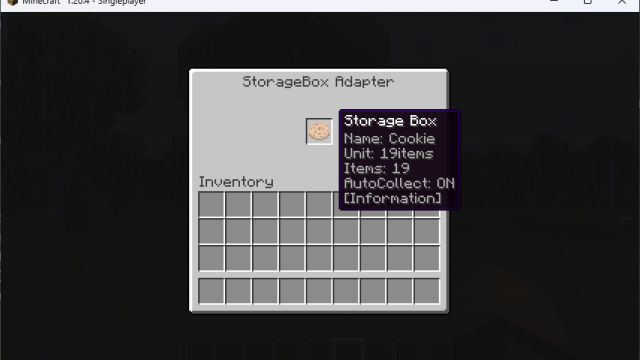 Minecraft 1.20.4 - Singleplayer
StorageBox Adapter
Storage Box
Name: Cookie
Unit: 19items
Items: 19
AutoCollect: ON
[Information]
Inventory